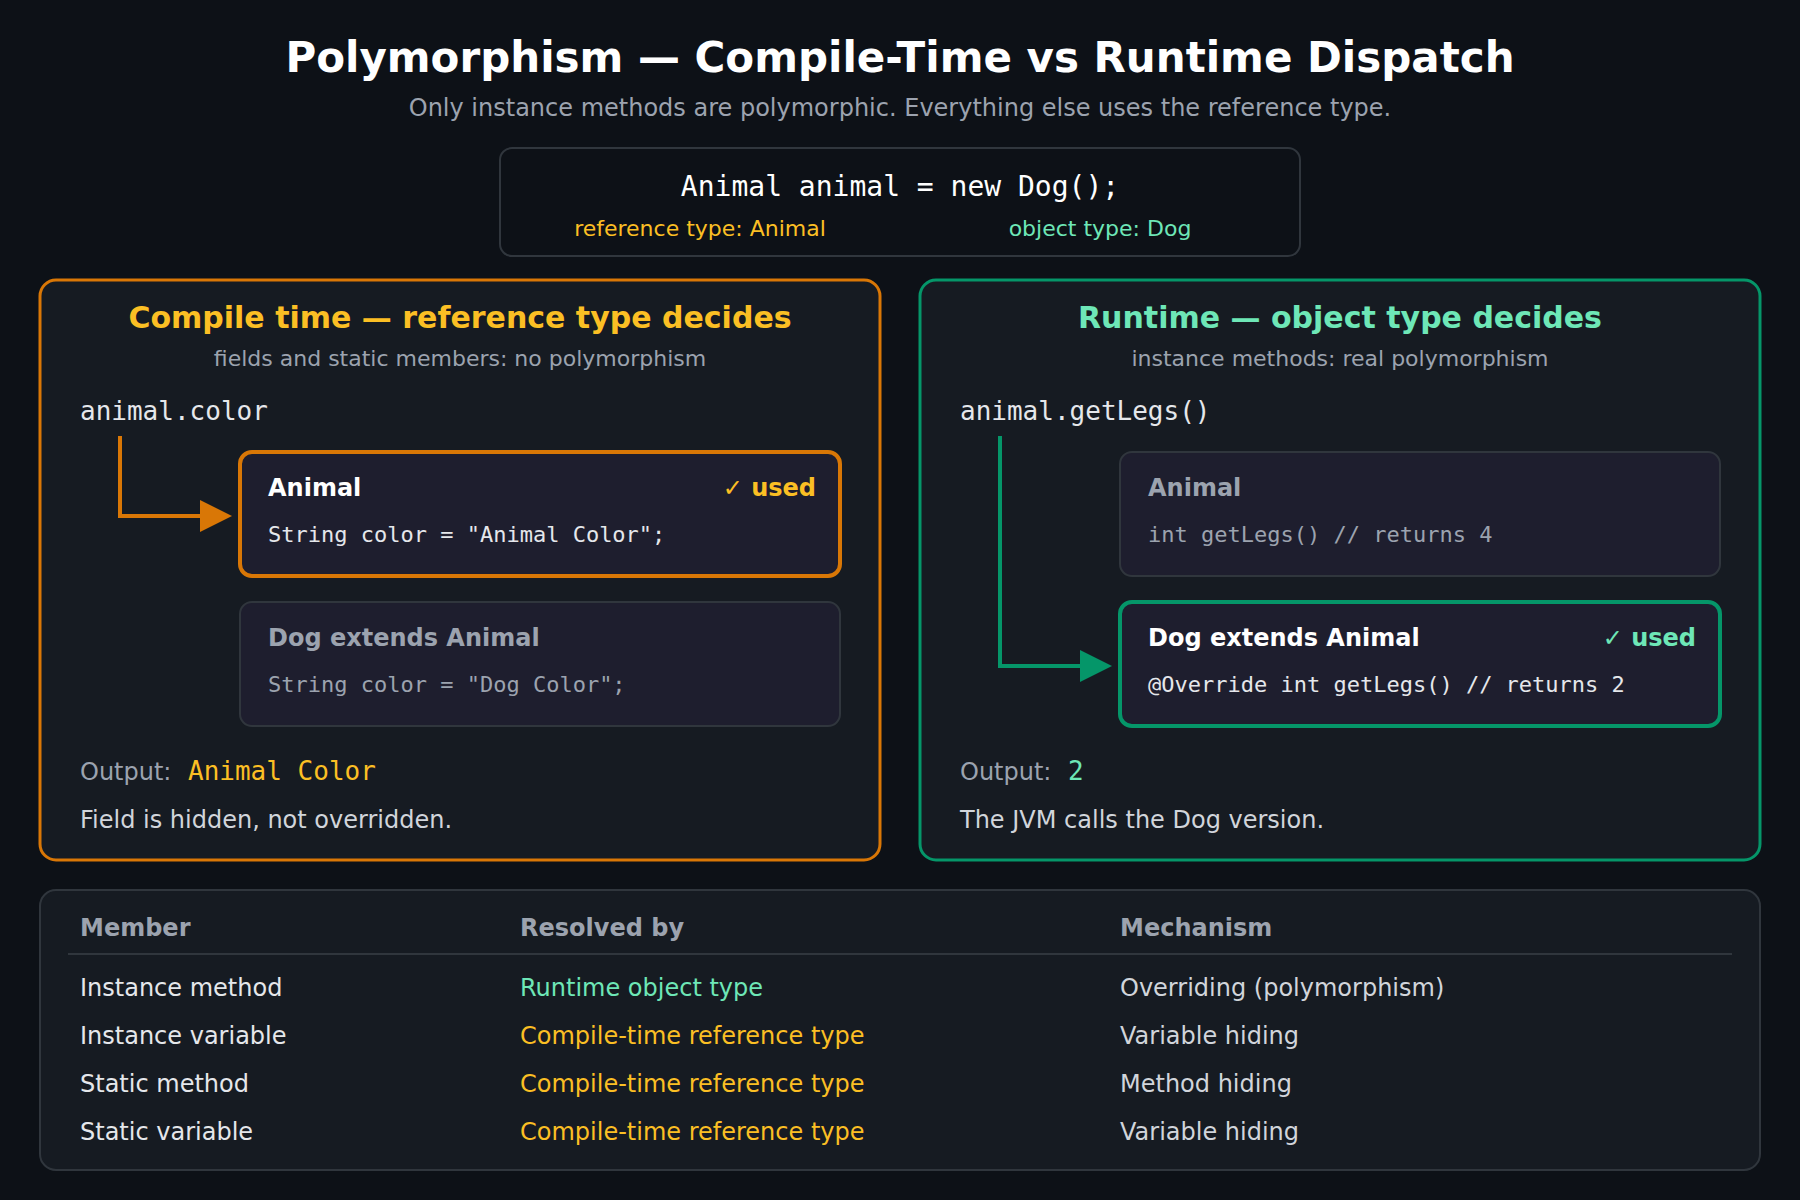 Polymorphism — Compile-Time vs Runtime Dispatch
Only instance methods are polymorphic. Everything else uses the reference type.
Animal animal = new Dog();
reference type: Animal
object type: Dog
Compile time — reference type decides
fields and static members: no polymorphism
animal.color
Animal
✓ used
String color = "Animal Color";
Dog extends Animal
String color = "Dog Color";
Output: Animal Color
Field is hidden, not overridden.
Runtime — object type decides
instance methods: real polymorphism
animal.getLegs()
Animal
int getLegs() // returns 4
Dog extends Animal
✓ used
@Override int getLegs() // returns 2
Output: 2
The JVM calls the Dog version.
Member Resolved by Mechanism
Instance method Runtime object type Overriding (polymorphism)
Instance variable Compile-time reference type Variable hiding
Static method Compile-time reference type Method hiding
Static variable Compile-time reference type Variable hiding